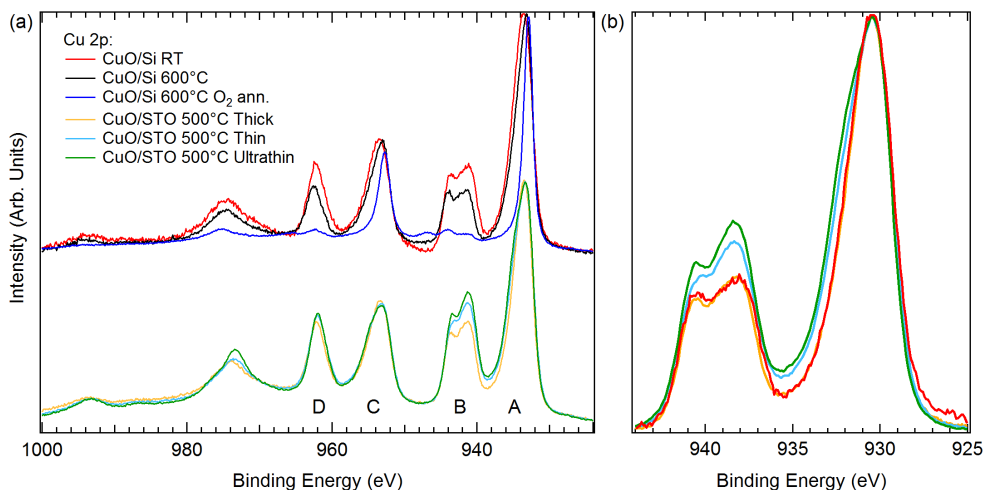 (a)
Cu 2p:
CuO/Si RT
CuO/Si 600°C
CuO/Si 600°C O₂ ann.
CuO/STO 500°C Thick
CuO/STO 500°C Thin
CuO/STO 500°C Ultrathin
Intensity (Arb. Units)
D C B A
1000 980 960 940
Binding Energy (eV)
(b)
940 935 930 925
Binding Energy (eV)